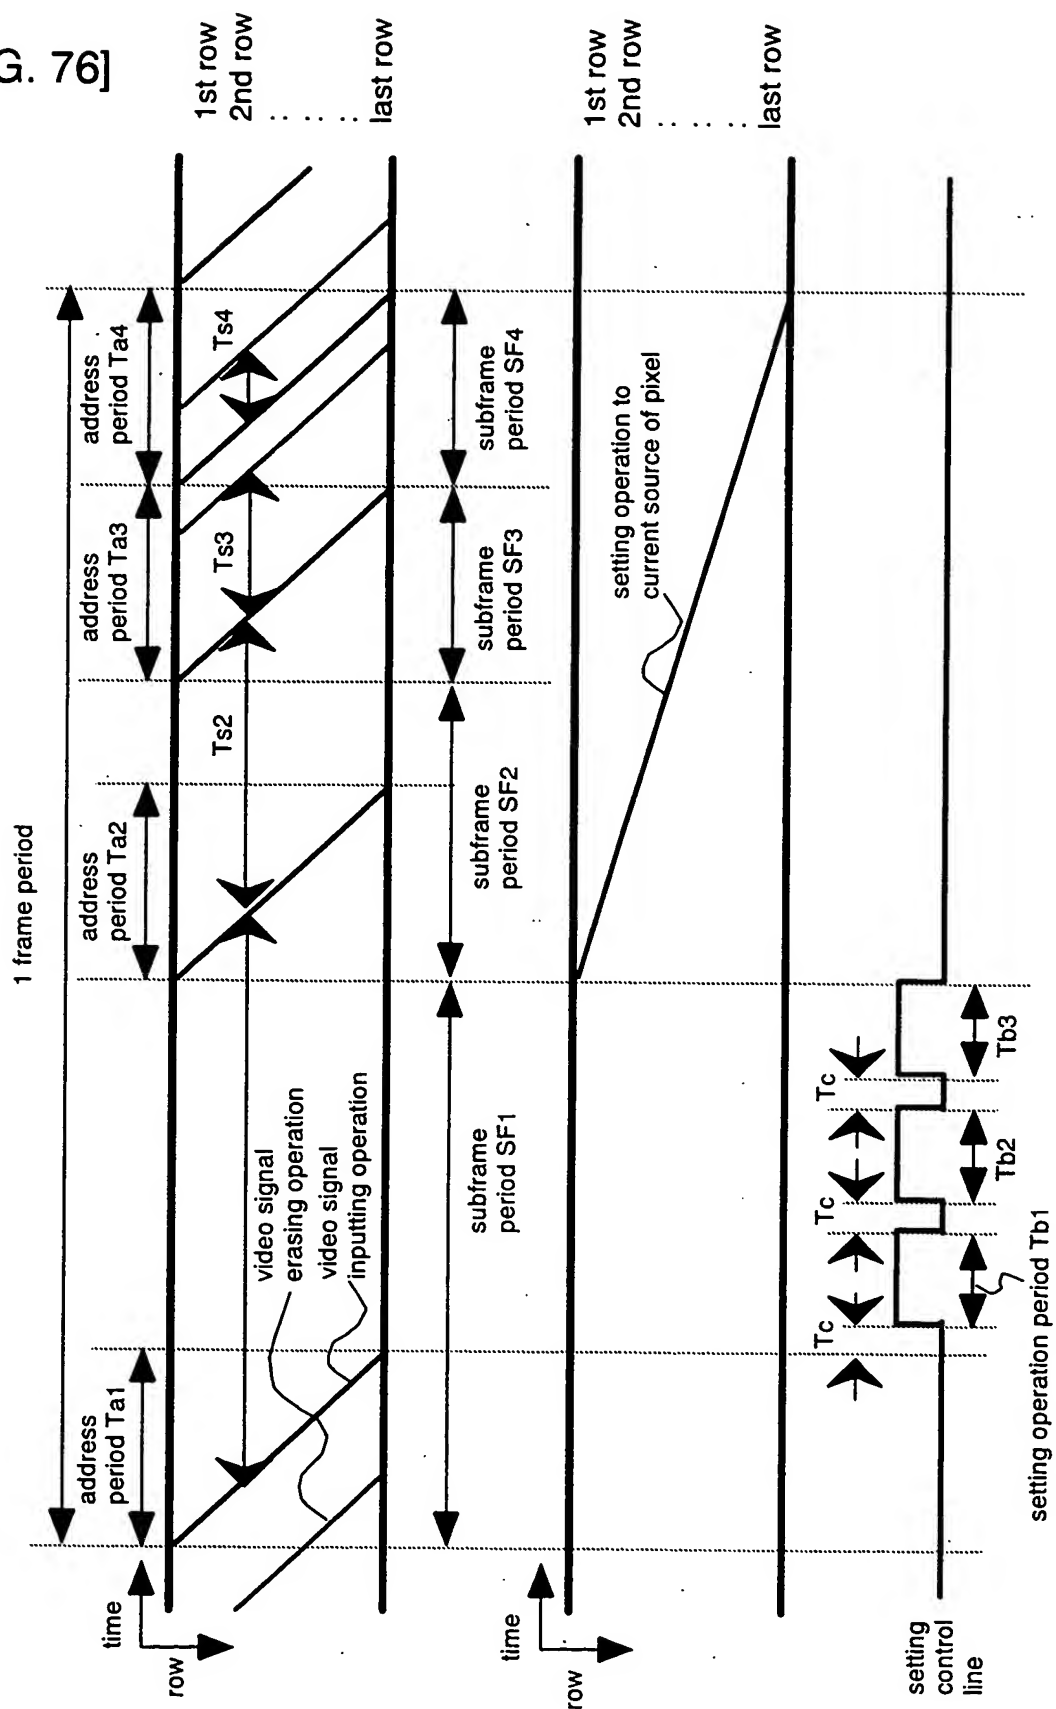 G. 76]
1 frame period
address
period Ta1
address
period Ta2
address
period Ta3
address
period Ta4
time
row
1st row
2nd row
last row
Ts2
Ts3
Ts4
video signal
erasing operation
video signal
inputting operation
subframe
period SF1
subframe
period SF2
subframe
period SF3
subframe
period SF4
time
row
1st row
2nd row
last row
setting operation to
current source of pixel
setting
control
line
Tc
Tc
Tc
Tb2
Tb3
setting operation period Tb1